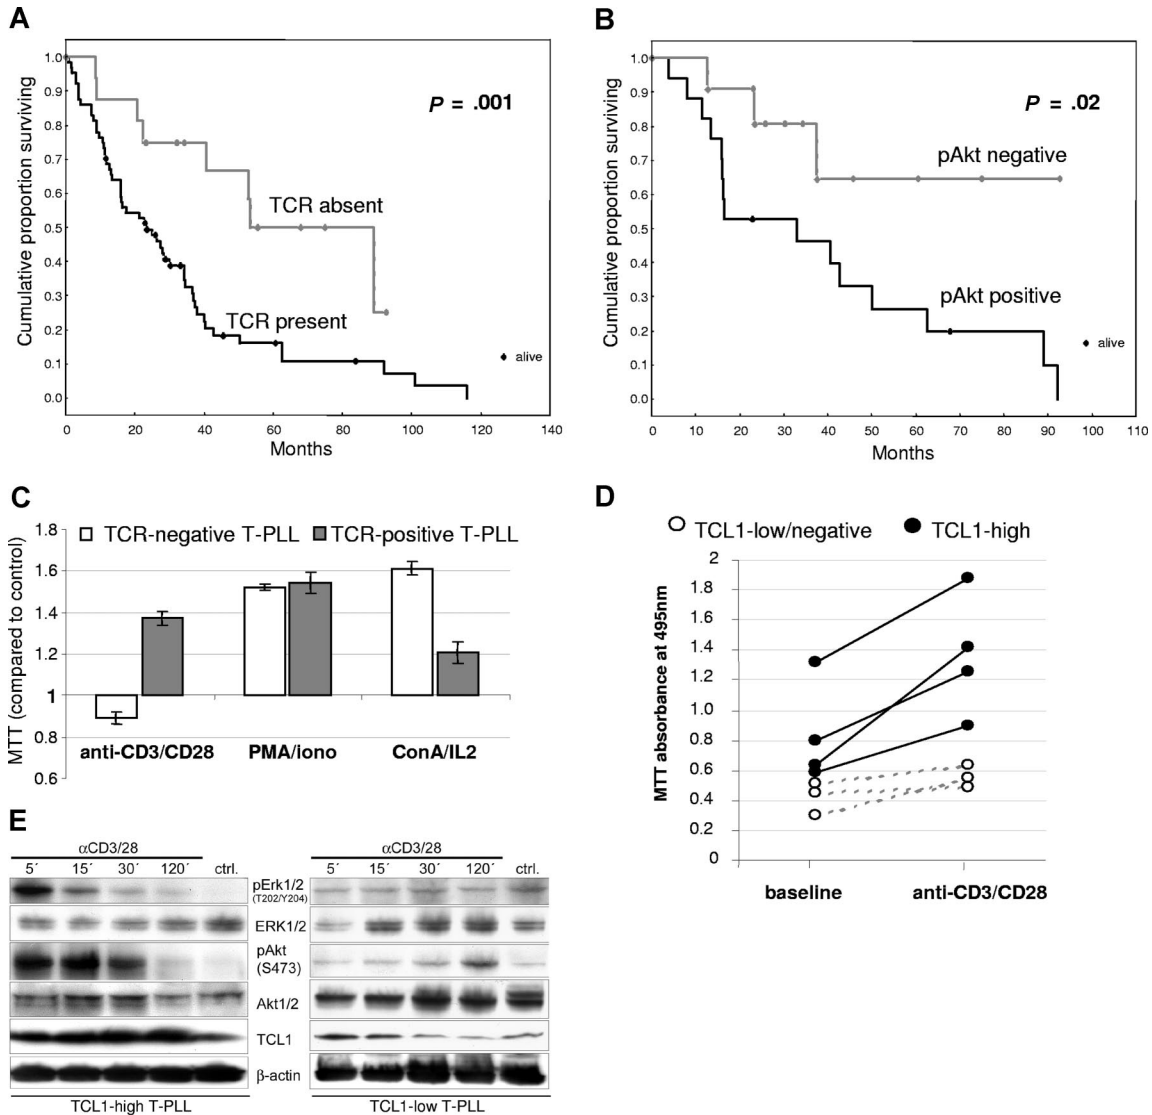 A
Cumulative proportion surviving
1.0
0.9
0.8
0.7
0.6
0.5
0.4
0.3
0.2
0.1
0.0
P = .001
TCR absent
TCR present
alive
0 20 40 60 80 100 120 140
Months
B
Cumulative proportion surviving
1.0
0.9
0.8
0.7
0.6
0.5
0.4
0.3
0.2
0.1
0.0
P = .02
pAkt negative
pAkt positive
alive
0 10 20 30 40 50 60 70 80 90 100 110
Months
C
MTT (compared to control)
1.8
1.6
1.4
1.2
1
0.8
0.6
TCR-negative T-PLL TCR-positive T-PLL
anti-CD3/CD28 PMA/iono ConA/IL2
D
TCL1-low/negative TCL1-high
MTT absorbance at 495nm
2
1.8
1.6
1.4
1.2
1
0.8
0.6
0.4
0.2
0
baseline anti-CD3/CD28
E
αCD3/28
5´ 15´ 30´ 120´ ctrl.
αCD3/28
5´ 15´ 30´ 120´ ctrl.
pErk1/2
(T202/Y204)
ERK1/2
pAkt
(S473)
Akt1/2
TCL1
β-actin
TCL1-high T-PLL
TCL1-low T-PLL